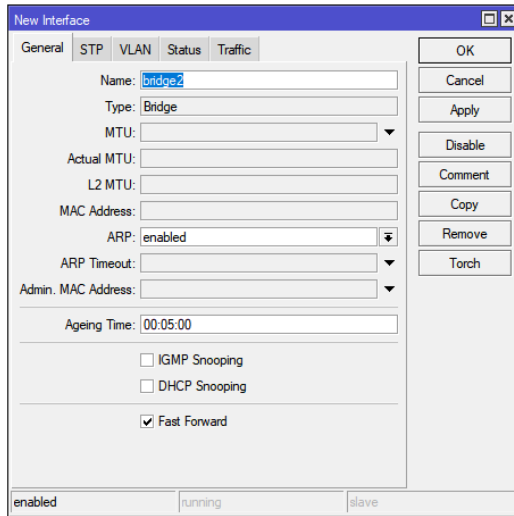 New Interface
General STP VLAN Status Traffic
Name: bridge2
Type: Bridge
MTU:
Actual MTU:
L2 MTU:
MAC Address:
ARP: enabled
ARP Timeout:
Admin. MAC Address:
Ageing Time: 00:05:00
IGMP Snooping
DHCP Snooping
Fast Forward
OK
Cancel
Apply
Disable
Comment
Copy
Remove
Torch
enabled running slave